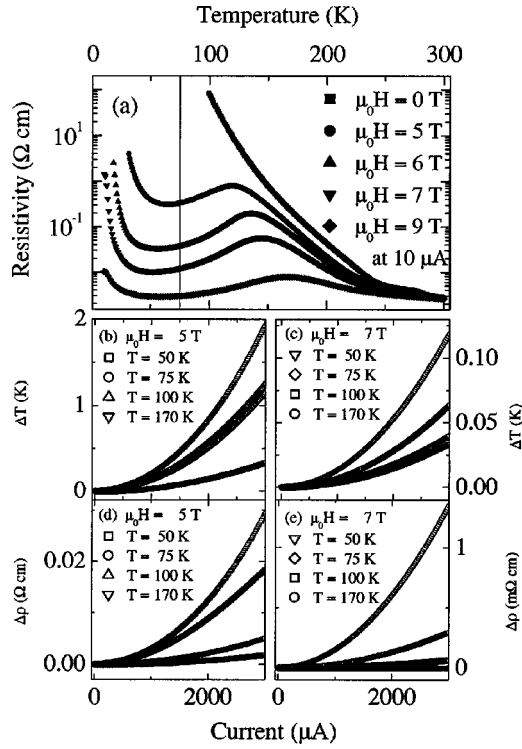 Temperature (K)
0 100 200 300
(a)
μ₀H = 0 T
μ₀H = 5 T
μ₀H = 6 T
μ₀H = 7 T
μ₀H = 9 T
at 10 μA
Resistivity (Ω cm)
10¹
10⁻¹
(b) μ₀H = 5 T
T = 50 K
T = 75 K
T = 100 K
T = 170 K
ΔT (K)
2
1
0
(c) μ₀H = 7 T
T = 50 K
T = 75 K
T = 100 K
T = 170 K
0.10
0.05
0.00
ΔT (K)
(d) μ₀H = 5 T
T = 50 K
T = 75 K
T = 100 K
T = 170 K
Δρ (Ω cm)
0.02
0.00
(e) μ₀H = 7 T
T = 50 K
T = 75 K
T = 100 K
T = 170 K
1
0
Δρ (mΩ cm)
0 2000 0 2000
Current (μA)